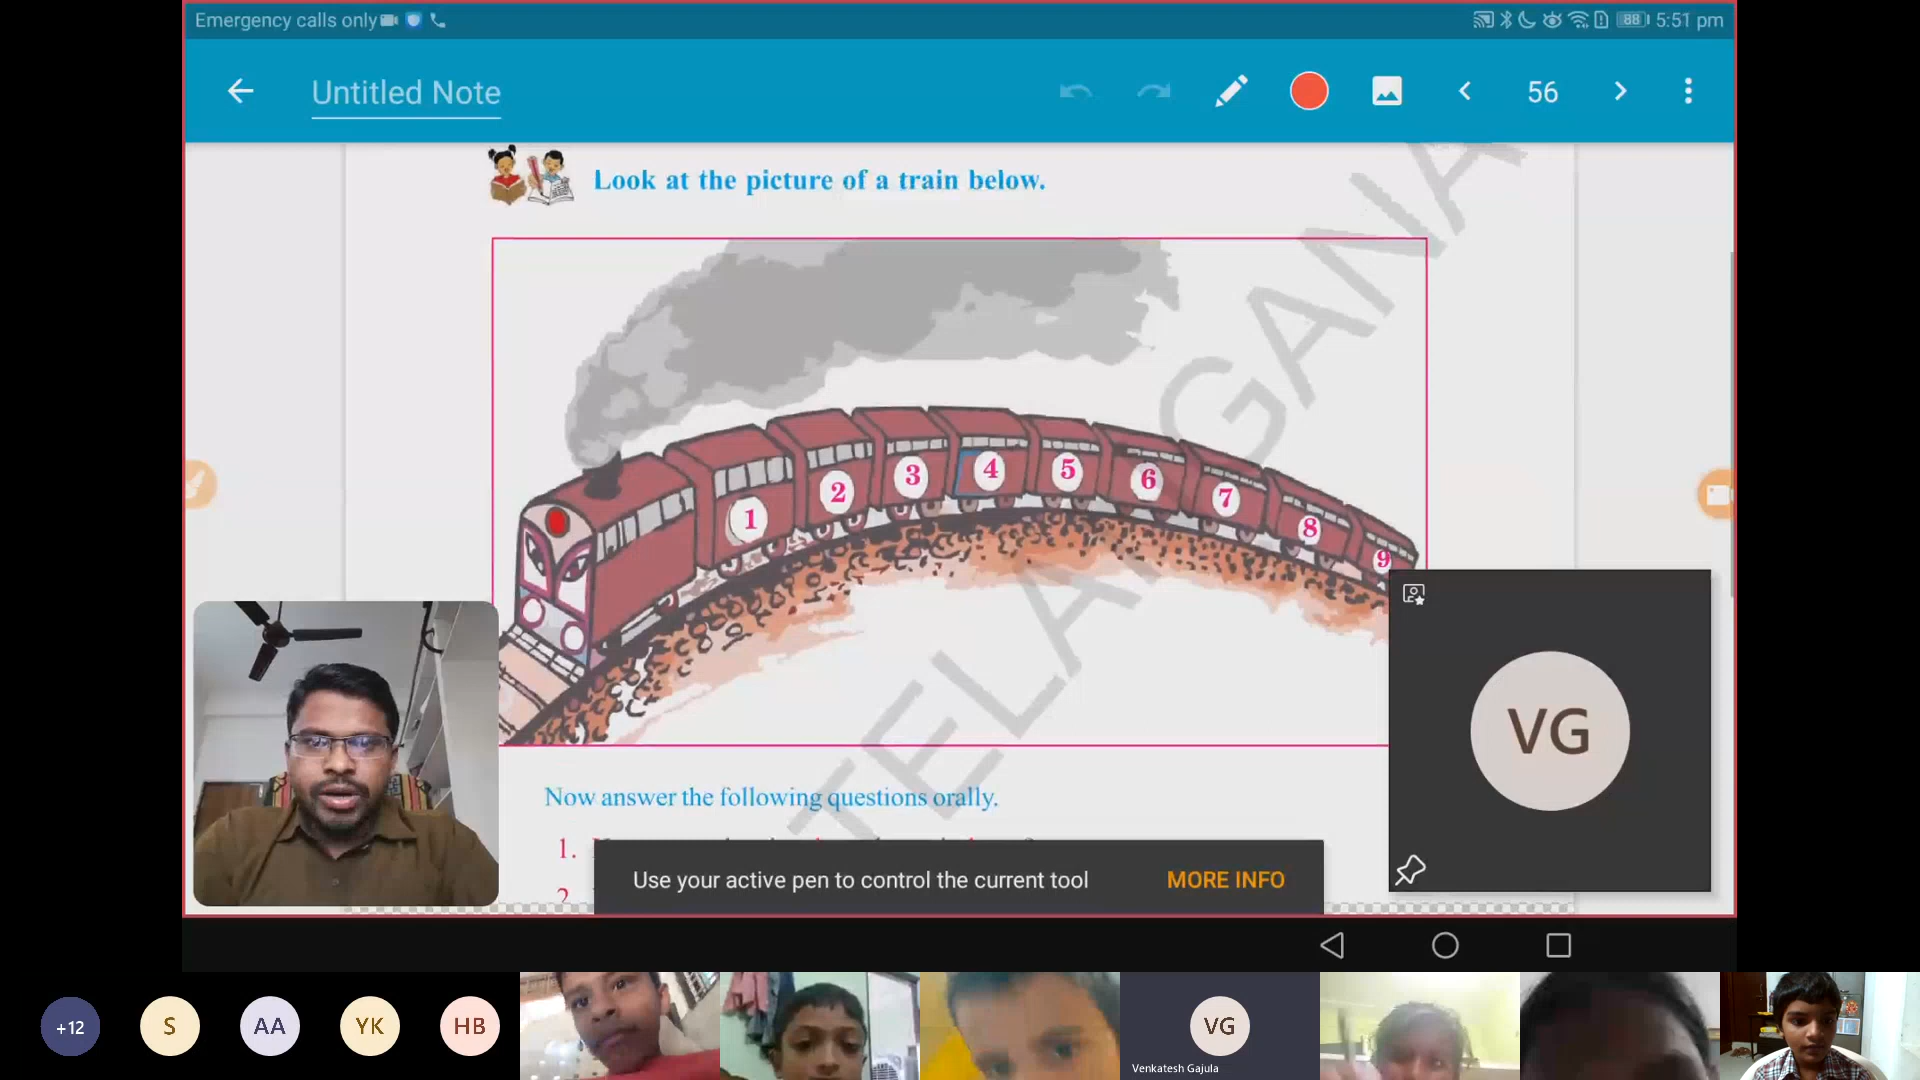 Emergency calls only
88 5:51 pm
Untitled Note
56
Look at the picture of a train below.
TELANGANA
1
2
3
4
5
6
7
8
9
VG
Now answer the following questions orally.
1.
2.
Use your active pen to control the current tool
MORE INFO
+12
S
AA
YK
HB
VG
Venkatesh Gajula